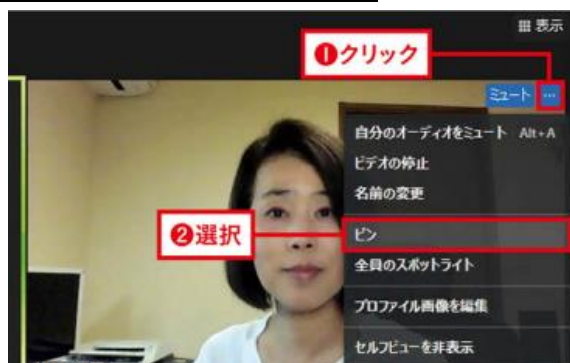 表示
❶クリック
ミュート ...
自分のオーディオをミュート Alt+A
ビデオの停止
名前の変更
❷選択
ピン
全員のスポットライト
プロファイル画像を編集
セルフビューを非表示